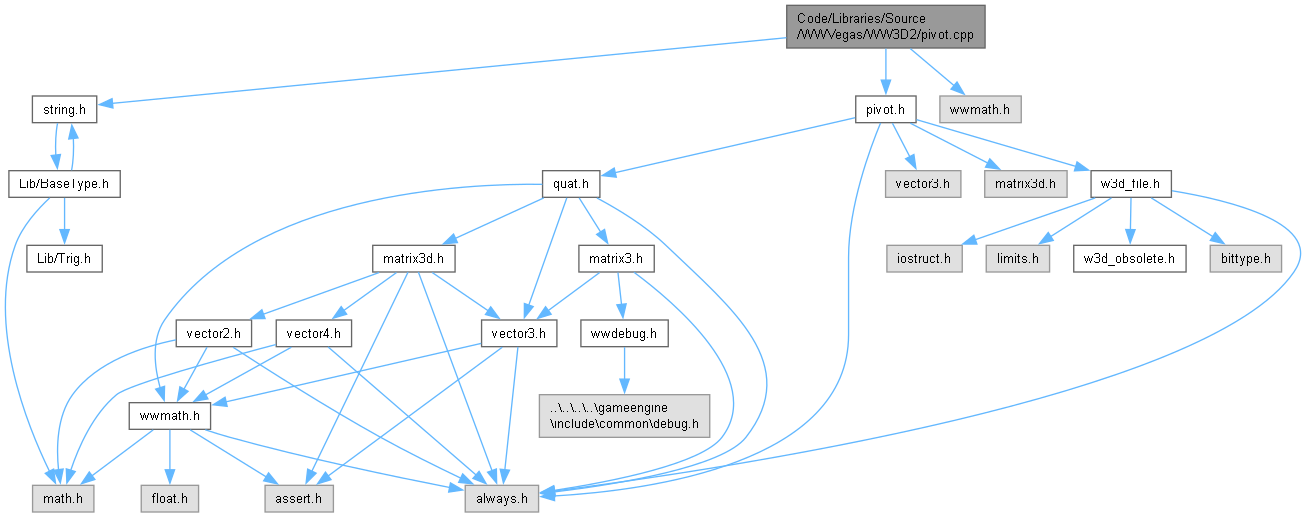 Code/Libraries/Source
/WWVegas/WW3D2/pivot.cpp
string.h
pivot.h
wwmath.h
Lib/BaseType.h
quat.h
vector3.h
matrix3d.h
w3d_file.h
Lib/Trig.h
matrix3d.h
matrix3.h
iostruct.h
limits.h
w3d_obsolete.h
bittype.h
vector2.h
vector4.h
vector3.h
wwdebug.h
wwmath.h
..\..\..\..\gameengine
\include\common\debug.h
math.h
float.h
assert.h
always.h